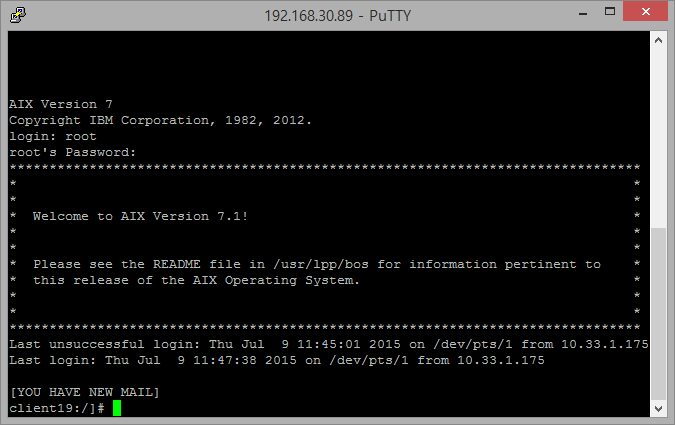 192.168.30.89 - PuTTY
AIX Version 7
Copyright IBM Corporation, 1982, 2012.
login: root
root's Password:
*******************************************************************************
*                                                                             *
*                                                                             *
*  Welcome to AIX Version 7.1!                                                *
*                                                                             *
*                                                                             *
*  Please see the README file in /usr/lpp/bos for information pertinent to    *
*  this release of the AIX Operating System.                                  *
*                                                                             *
*                                                                             *
*******************************************************************************
Last unsuccessful login: Thu Jul  9 11:45:01 2015 on /dev/pts/1 from 10.33.1.175
Last login: Thu Jul  9 11:47:38 2015 on /dev/pts/1 from 10.33.1.175
[YOU HAVE NEW MAIL]
client19:/]#